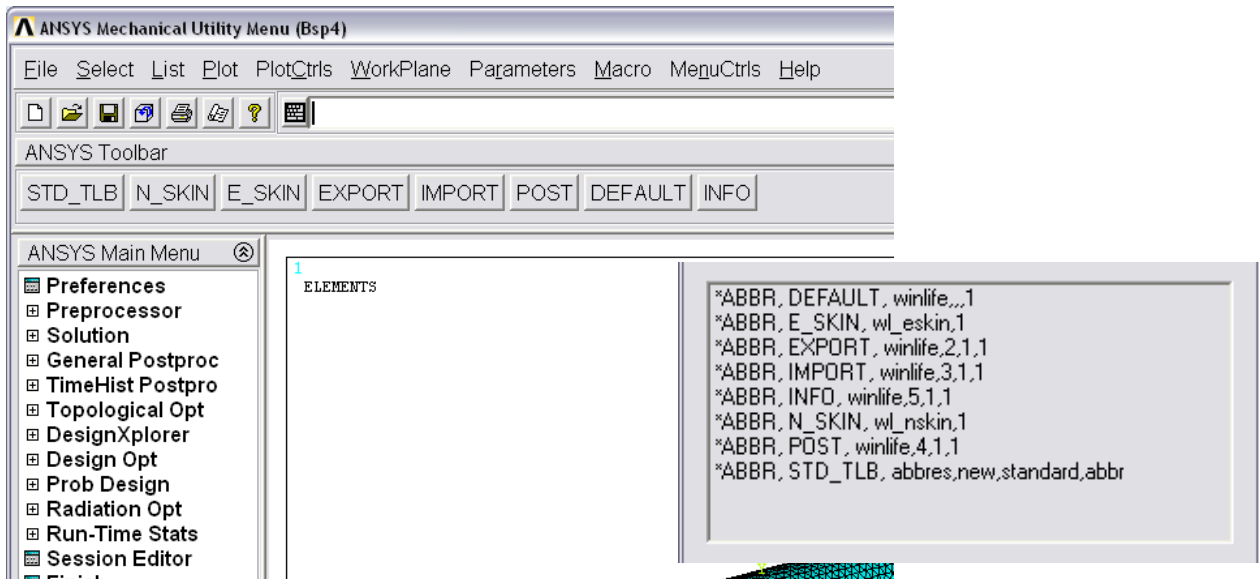 ANSYS Mechanical Utility Menu (Bsp4)
File Select List Plot PlotCtrls WorkPlane Parameters Macro MenuCtrls Help
ANSYS Toolbar
STD_TLB N_SKIN E_SKIN EXPORT IMPORT POST DEFAULT INFO
ANSYS Main Menu
Preferences
Preprocessor
Solution
General Postproc
TimeHist Postpro
Topological Opt
DesignXplorer
Design Opt
Prob Design
Radiation Opt
Run-Time Stats
Session Editor
1
ELEMENTS
Y
*ABBR, DEFAULT, winlife,,,1
*ABBR, E_SKIN, wl_eskin,1
*ABBR, EXPORT, winlife,2,1,1
*ABBR, IMPORT, winlife,3,1,1
*ABBR, INFO, winlife,5,1,1
*ABBR, N_SKIN, wl_nskin,1
*ABBR, POST, winlife,4,1,1
*ABBR, STD_TLB, abbres,new,standard,abbr